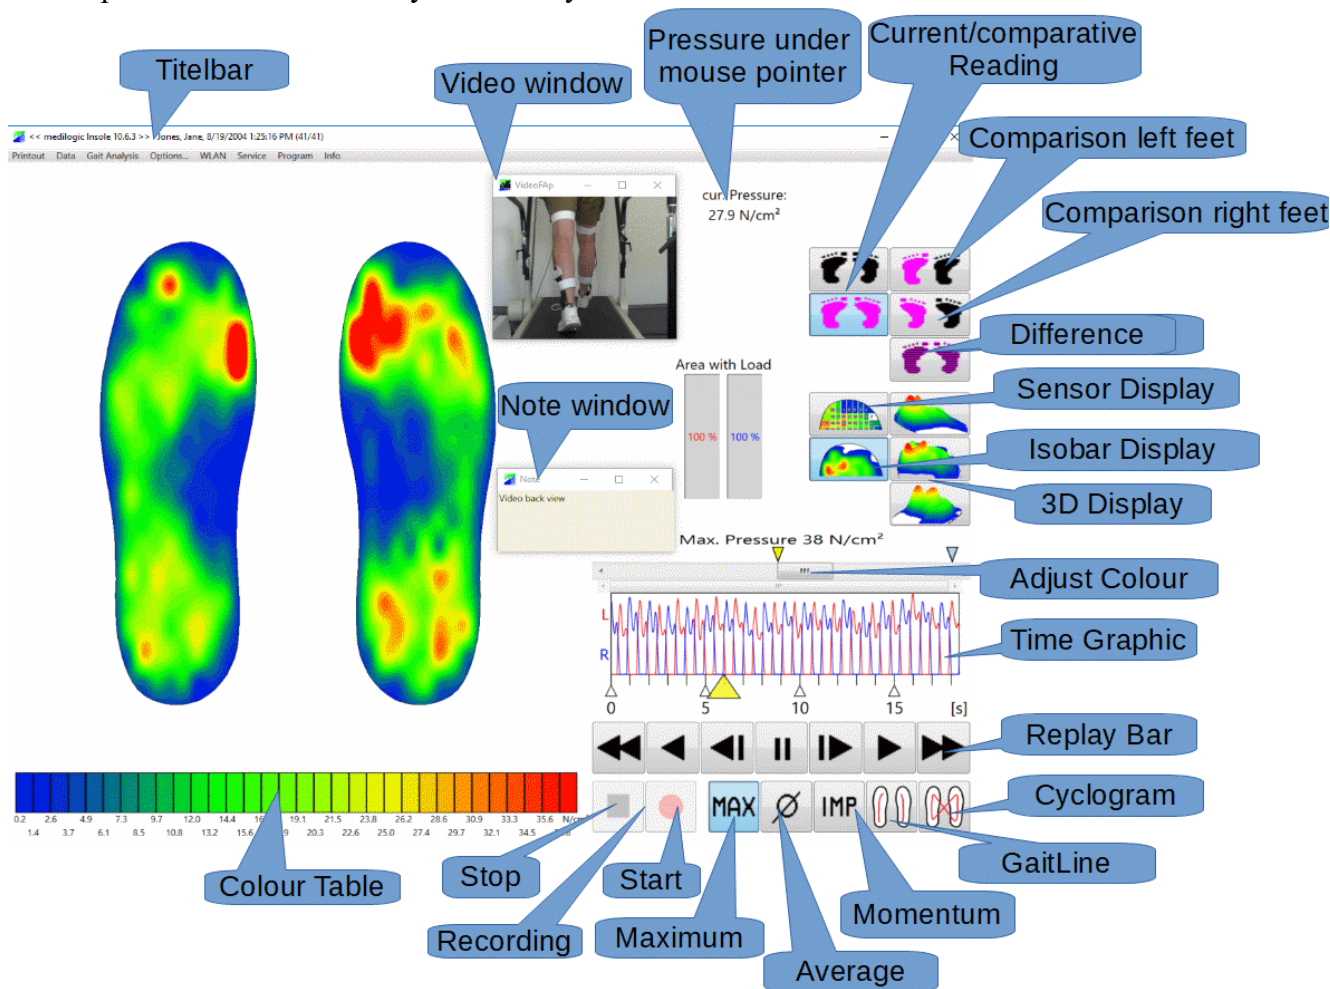 Titelbar
Video window
Pressure under
mouse pointer
Current/comparative
Reading
<< medilogic Insole 10.6.3 >> Jones, Jane, 8/19/2004 1:25:16 PM (41/41)
Printout Data Gait Analysis Options... WLAN Service Program Info
Comparison left feet
VideoFAp
Pressure:
27.9 N/cm²
Comparison right feet
Difference
Area with Load
Sensor Display
Note window
100 % 100 %
Isobar Display
Note
Video back view
3D Display
Max. Pressure 38 N/cm²
Adjust Colour
L
Time Graphic
R
0 5 10 15 [s]
Replay Bar
MAX Ø IMP
Cyclogram
0.2 2.6 4.9 7.3 9.7 12.0 14.4 19.1 21.5 23.8 26.2 28.6 30.9 33.3 35.6
1.4 3.7 6.1 8.5 10.8 13.2 15.6 20.3 22.6 25.0 27.4 29.7 32.1 34.5
GaitLine
Colour Table
Stop
Start
Momentum
Recording
Maximum
Average